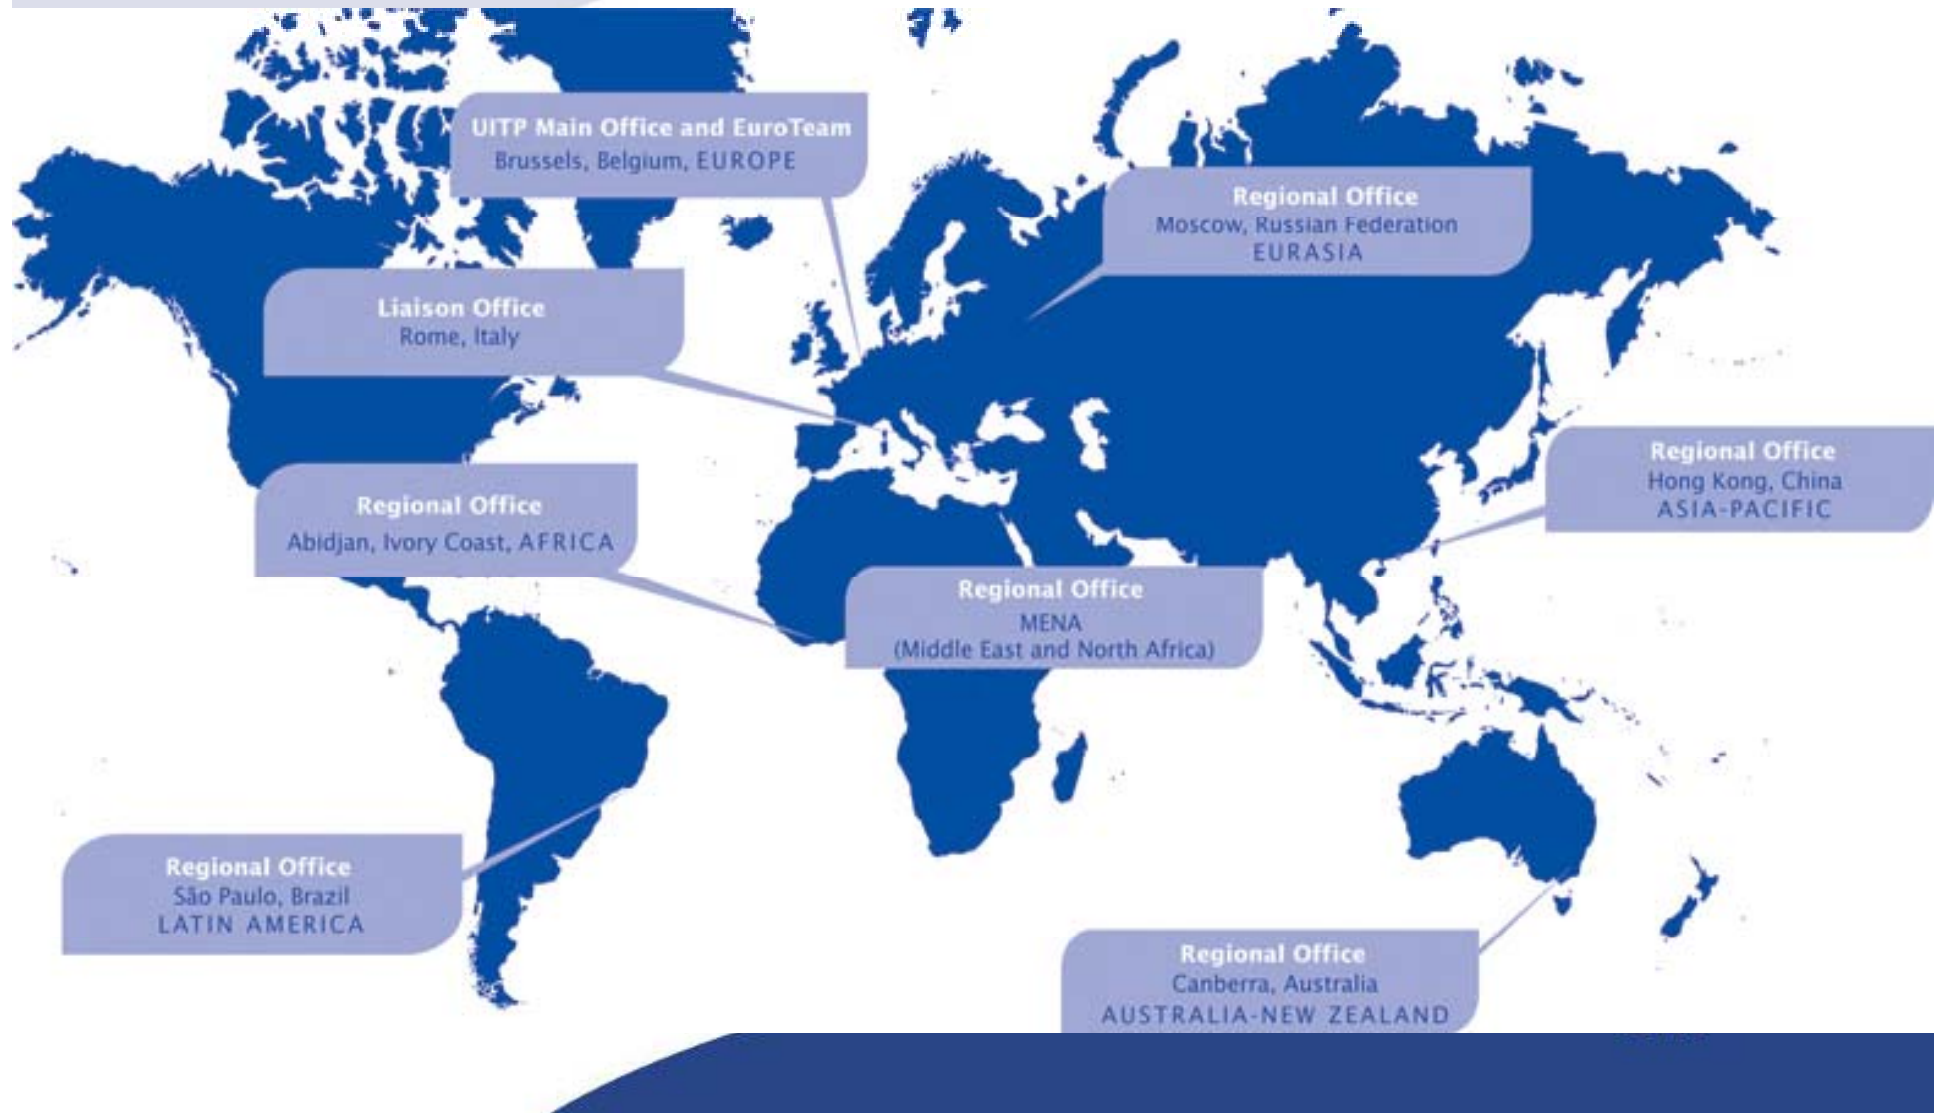 UITP Main Office and EuroTeam
Brussels, Belgium, EUROPE
Regional Office
Moscow, Russian Federation
EURASIA
Liaison Office
Rome, Italy
Regional Office
Hong Kong, China
ASIA-PACIFIC
Regional Office
Abidjan, Ivory Coast, AFRICA
Regional Office
MENA
(Middle East and North Africa)
Regional Office
São Paulo, Brazil
LATIN AMERICA
Regional Office
Canberra, Australia
AUSTRALIA-NEW ZEALAND